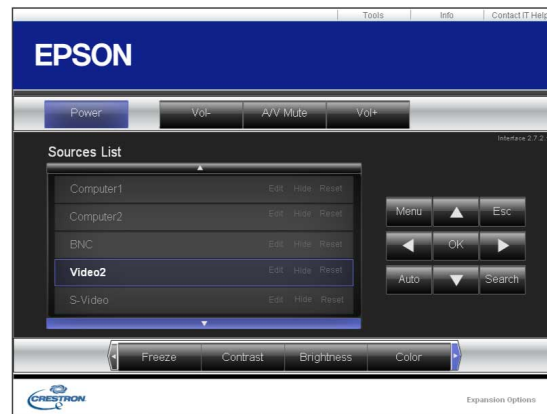 Tools Info Contact IT Help
EPSON
Power Vol- A/V Mute Vol+
Interface 2.7.2.
Sources List
Computer1 Edit Hide Reset
Computer2 Edit Hide Reset
BNC Edit Hide Reset
Video2 Edit Hide Reset
S-Video Edit Hide Reset
Menu Esc
OK
Auto Search
Freeze Contrast Brightness Color
CRESTRON
Expansion Options